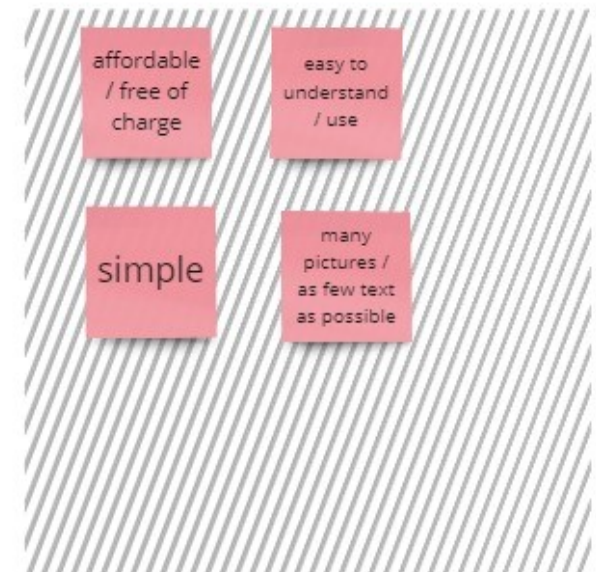 affordable
/ free of
charge
easy to
understand
/ use
simple
many
pictures /
as few text
as possible